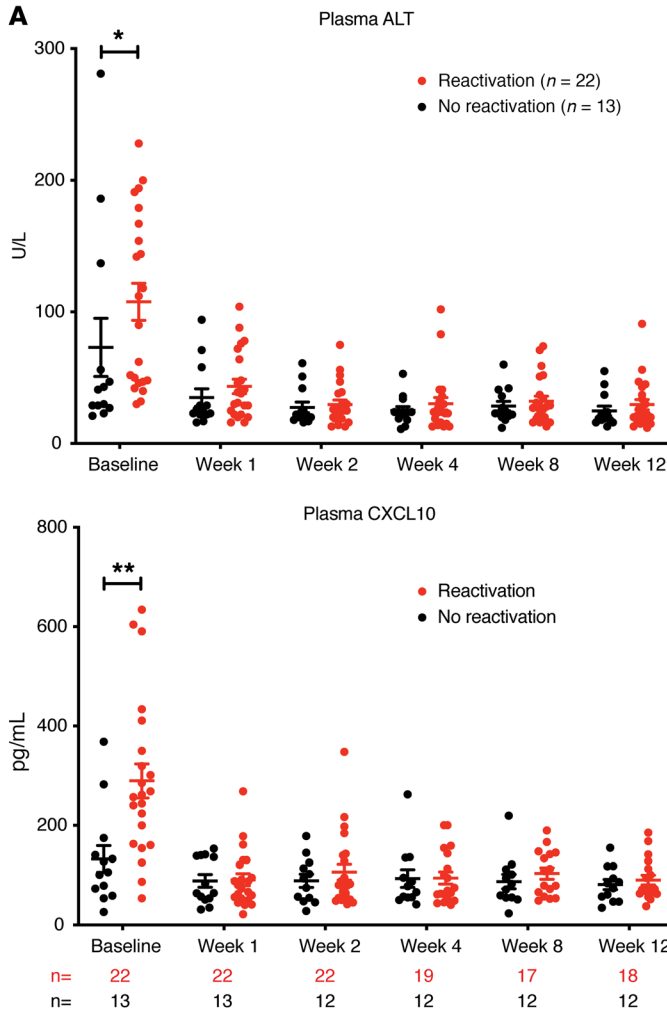 A
Plasma ALT
*
300
200
100
0
U/L
Reactivation (n = 22)
No reactivation (n = 13)
Baseline Week 1 Week 2 Week 4 Week 8 Week 12
Plasma CXCL10
**
800
600
400
200
0
pg/mL
Reactivation
No reactivation
Baseline Week 1 Week 2 Week 4 Week 8 Week 12
n= 22 22 22 19 17 18
n= 13 13 12 12 12 12